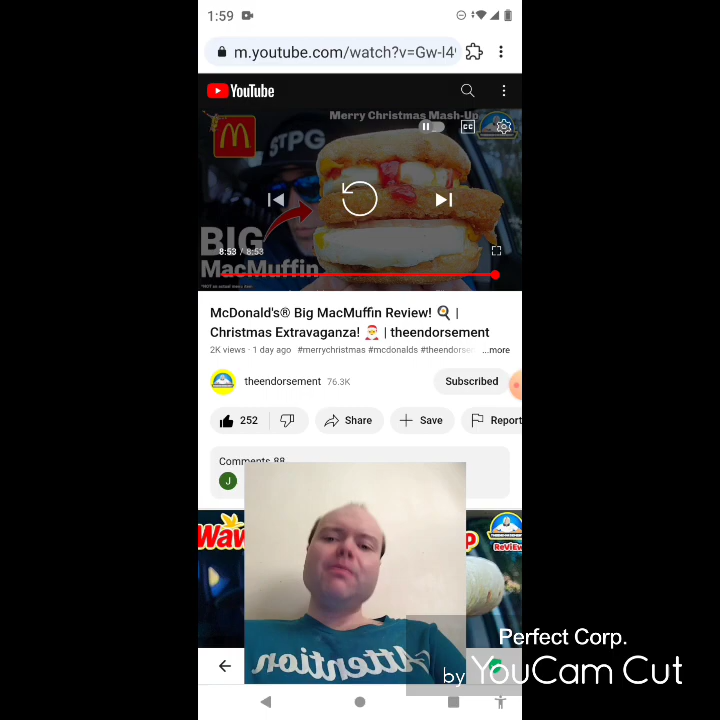 1:59
m.youtube.com/watch?v=Gw-l4
YouTube
Merry Christmas Mash-Up
STPG
CC
BIG
MacMuffin
8:53 / 8:53
McDonald's® Big MacMuffin Review! 🍳 |
Christmas Extravaganza! 🎅 | theendorsement
2K views · 1 day ago #merrychristmas #mcdonalds #theendorse ...more
theendorsement 76.3K
Subscribed
252
Share
Save
Report
Comments 88
J
REVIEW
Attention
Perfect Corp.
by YouCam Cut